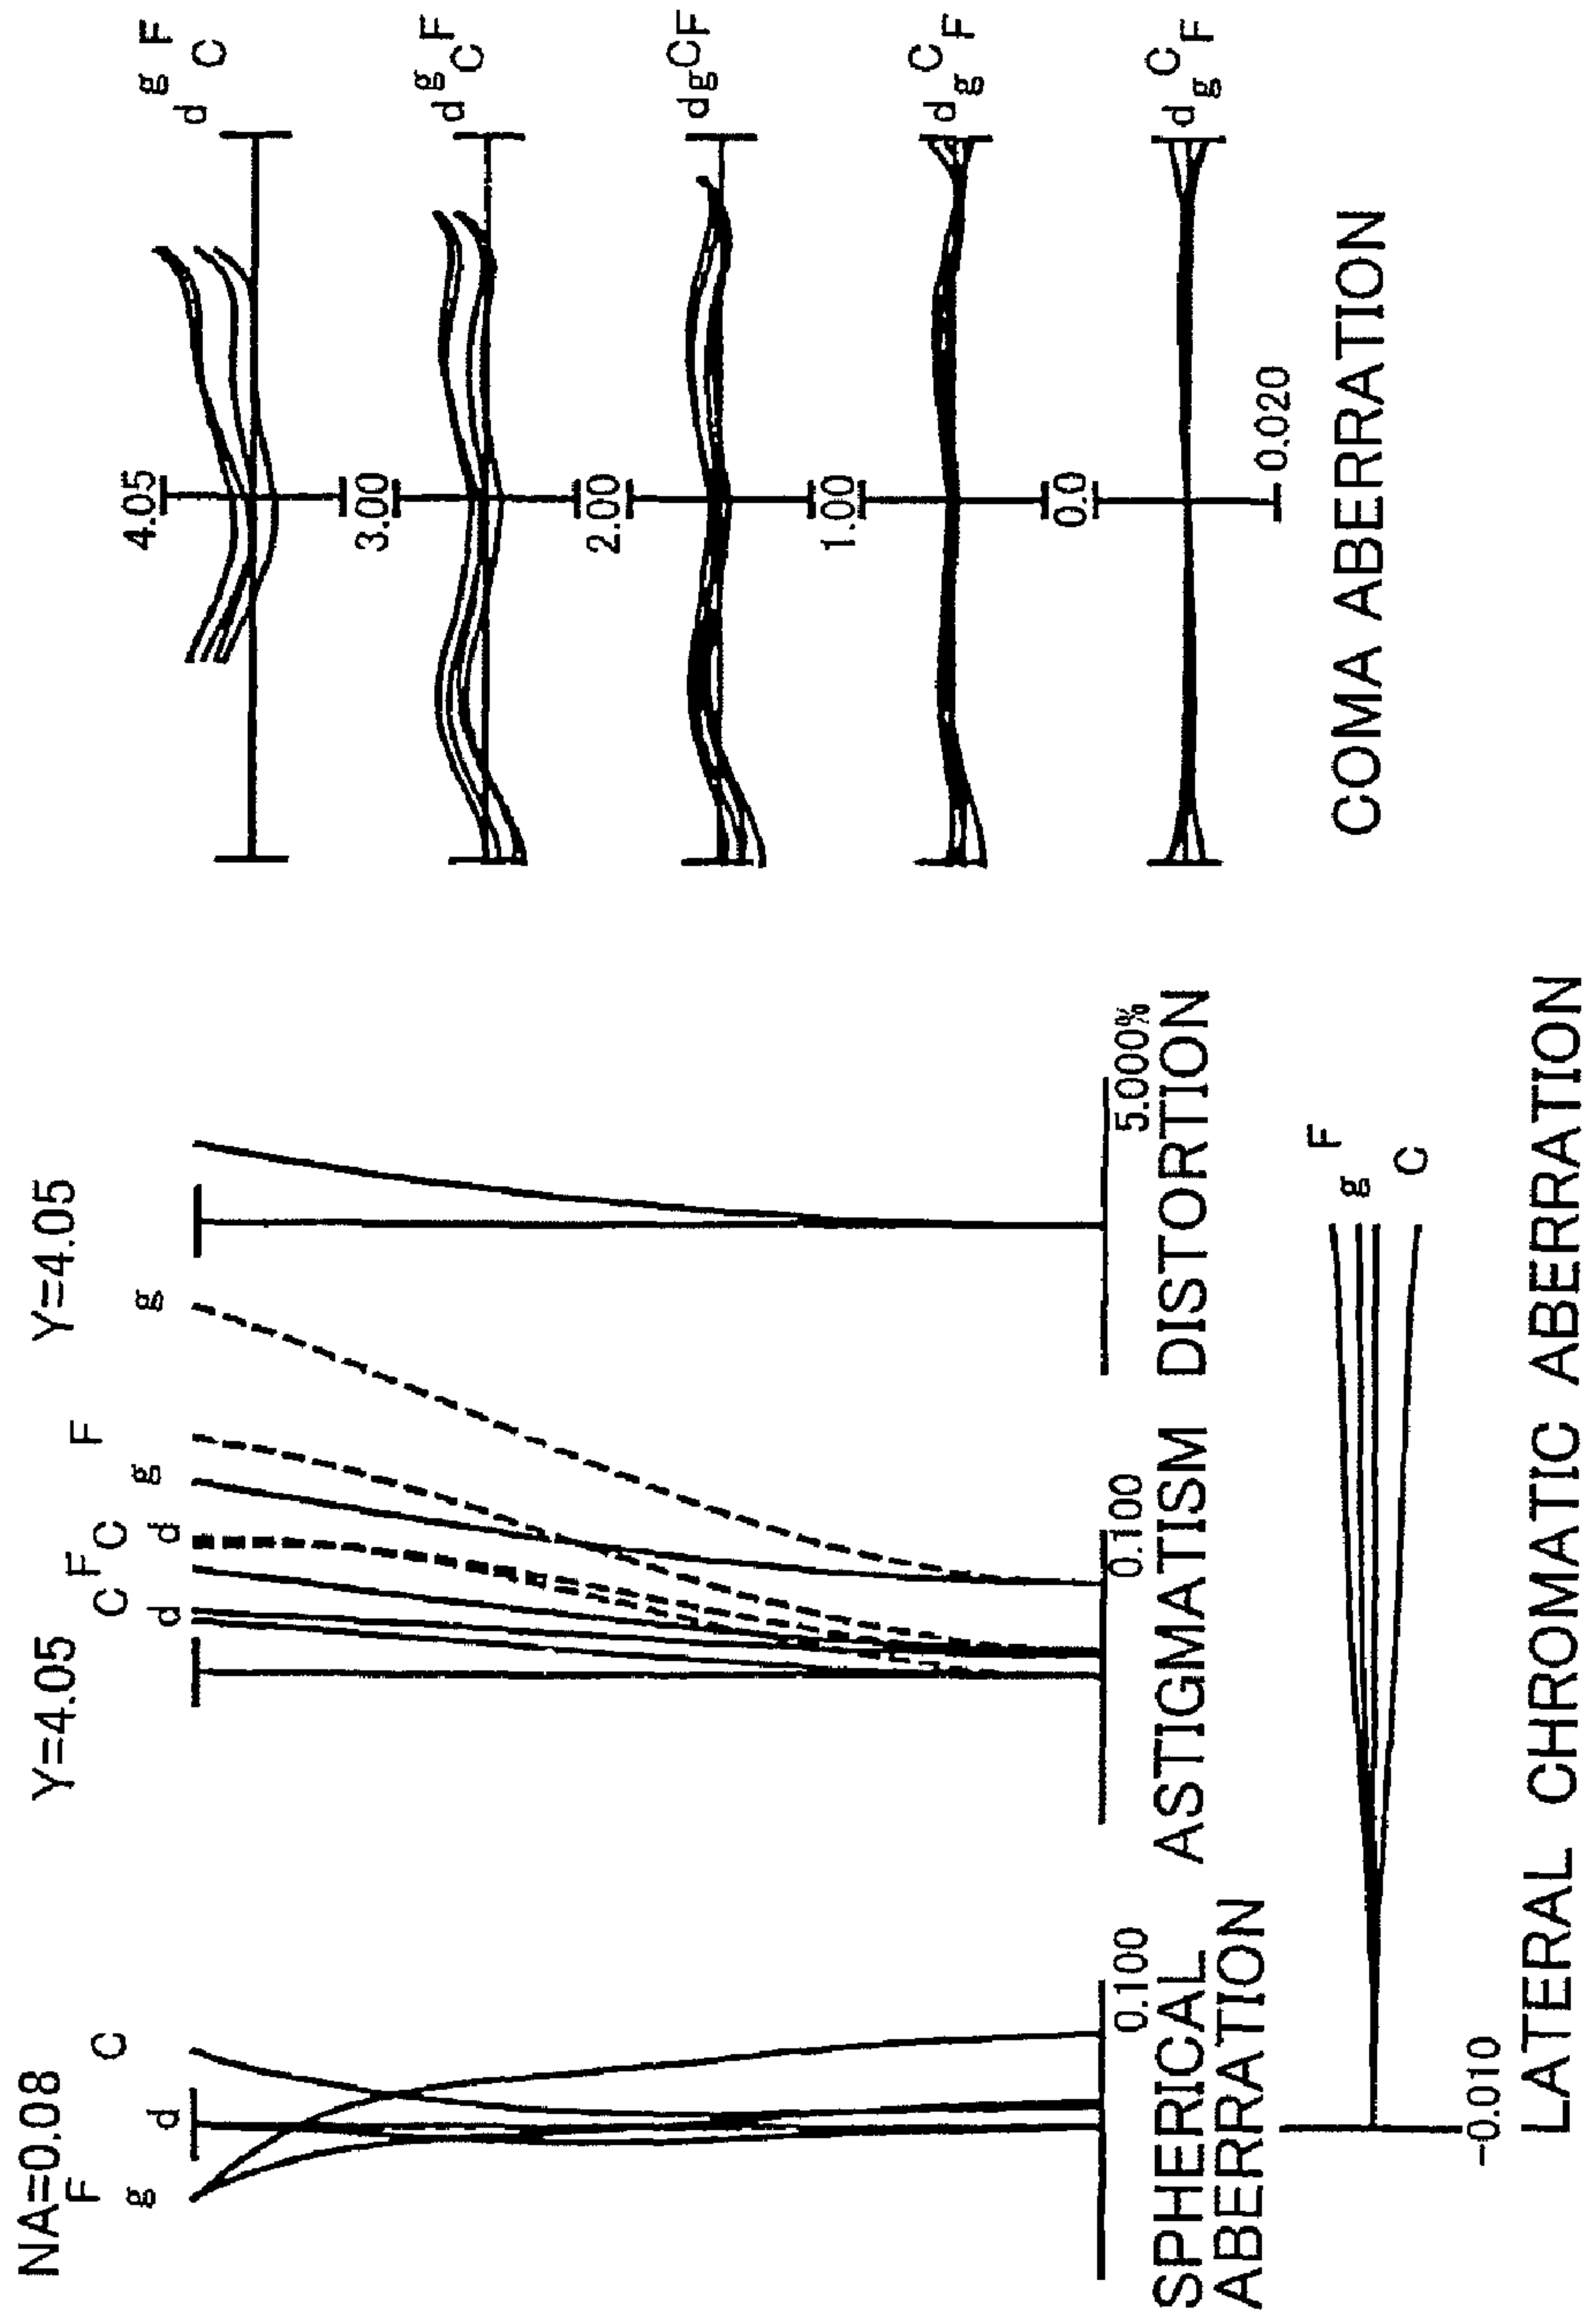 NA=0.08
F
g
d
C
0.100
SPHERICAL
ABERRATION
Y=4.05
C
d
F
C
d
g
F
g
0.100
ASTIGMATISM
Y=4.05
5.000%
DISTORTION
4.05
d
g
F
C
3.00
d
g
F
C
2.00
d
g
C
F
1.00
d
g
C
F
0.0
d
g
C
F
0.020
COMA ABERRATION
F
g
C
-0.010
LATERAL CHROMATIC ABERRATION